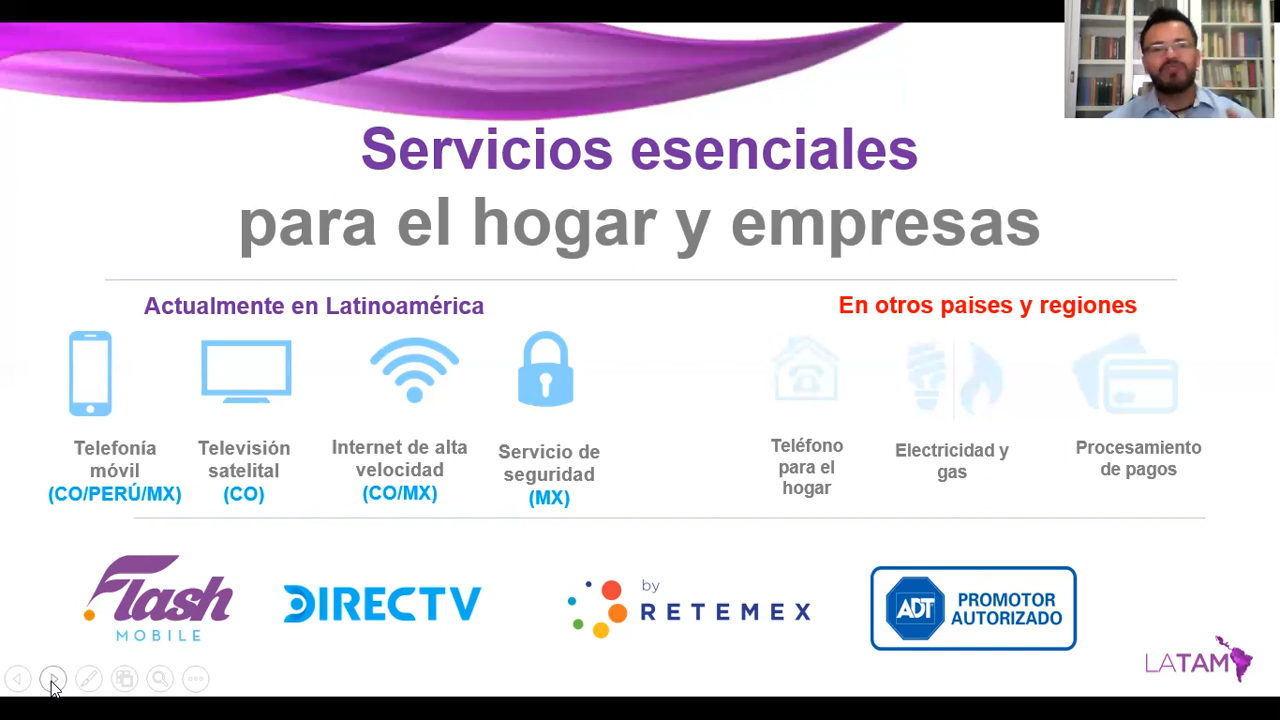 Servicios esenciales
para el hogar y empresas
Actualmente en Latinoamérica
En otros paises y regiones
Telefonía
móvil
(CO/PERÚ/MX)
Televisión
satelital
(CO)
Internet de alta
velocidad
(CO/MX)
Servicio de
seguridad
(MX)
Teléfono
para el
hogar
Electricidad y
gas
Procesamiento
de pagos
Flash
MOBILE
DIRECTV
by
RETEMEX
ADT
PROMOTOR
AUTORIZADO
LATAM